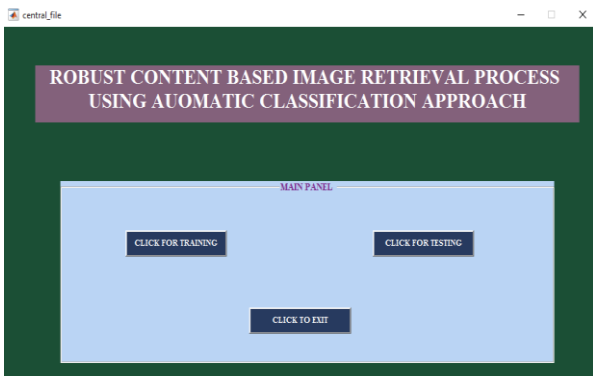 central_file
ROBUST CONTENT BASED IMAGE RETRIEVAL PROCESS
USING AUOMATIC CLASSIFICATION APPROACH
MAIN PANEL
CLICK FOR TRAINING
CLICK FOR TESTING
CLICK TO EXIT